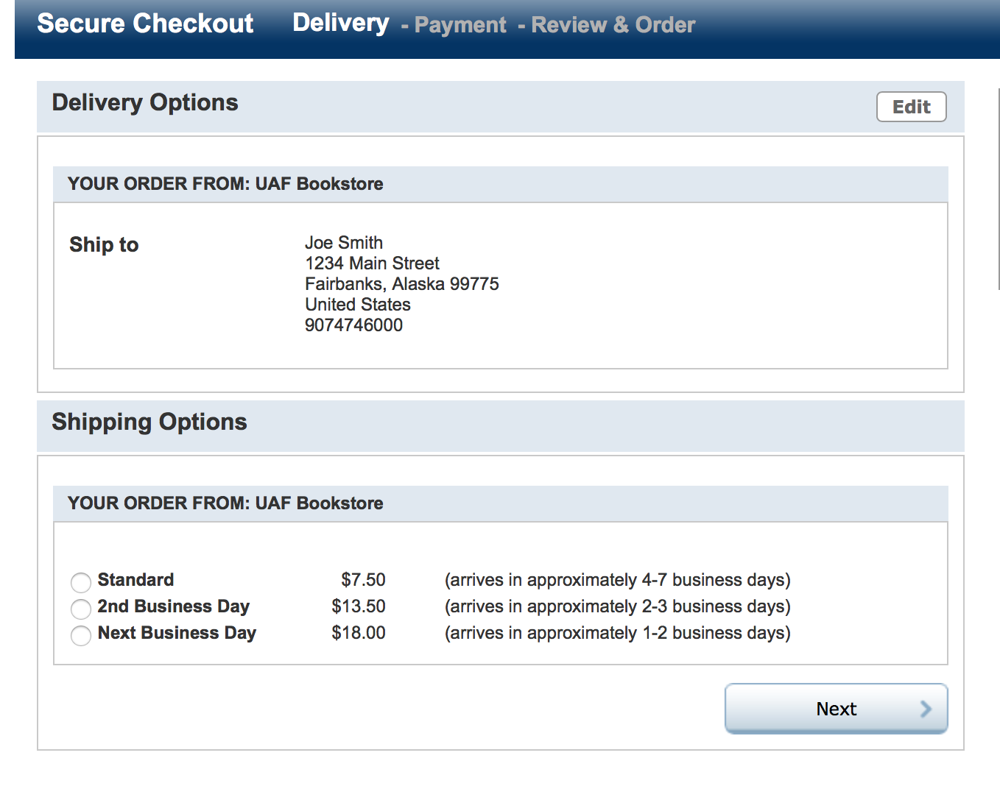 Secure Checkout Delivery - Payment - Review & Order
Delivery Options Edit
YOUR ORDER FROM: UAF Bookstore
Ship to Joe Smith
1234 Main Street
Fairbanks, Alaska 99775
United States
9074746000
Shipping Options
YOUR ORDER FROM: UAF Bookstore
Standard $7.50 (arrives in approximately 4-7 business days)
2nd Business Day $13.50 (arrives in approximately 2-3 business days)
Next Business Day $18.00 (arrives in approximately 1-2 business days)
Next